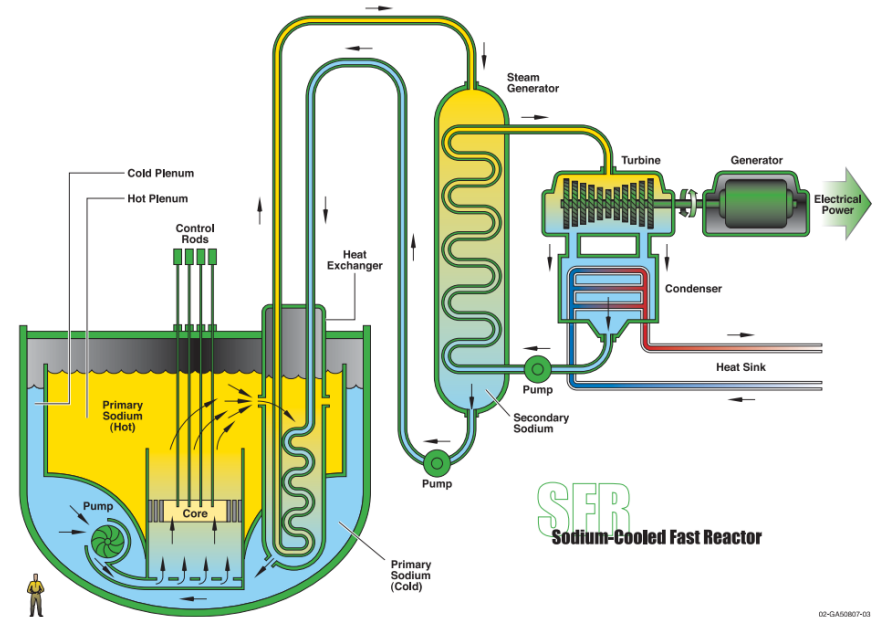 Steam
Generator
Turbine
Generator
Cold Plenum
Hot Plenum
Electrical
Power
Control
Rods
Heat
Exchanger
Condenser
Heat Sink
Pump
Primary
Sodium
(Hot)
Secondary
Sodium
Pump
SFR
Pump
Core
Sodium-Cooled Fast Reactor
Primary
Sodium
(Cold)
02-GA50807-03